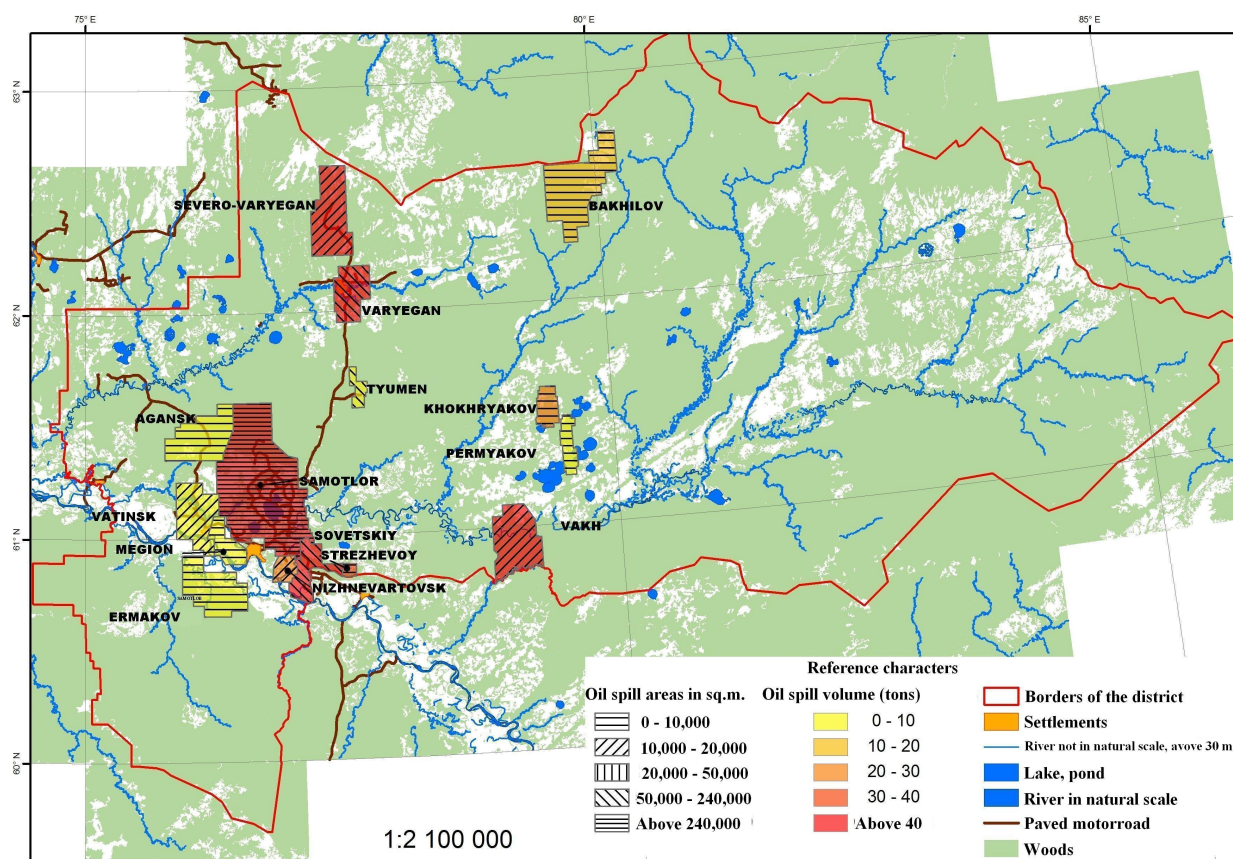 75° E 80° E 85° E
63° N
SEVERO-VARYEGAN
BAKHILOV
62° N
VARYEGAN
TYUMEN
AGANSK
KHOKHRYAKOV
PERMYAKOV
SAMOTLOR
VATINSK
VAKH
61° N
SOVETSKIY
MEGION
STREZHEVOY
NIZHNEVARTOVSK
SAMOTLOR
ERMAKOV
60° N
1:2 100 000
Reference characters
Oil spill areas in sq.m.
0 - 10,000
10,000 - 20,000
20,000 - 50,000
50,000 - 240,000
Above 240,000
Oil spill volume (tons)
0 - 10
10 - 20
20 - 30
30 - 40
Above 40
Borders of the district
Settlements
River not in natural scale, avove 30 m
Lake, pond
River in natural scale
Paved motorroad
Woods